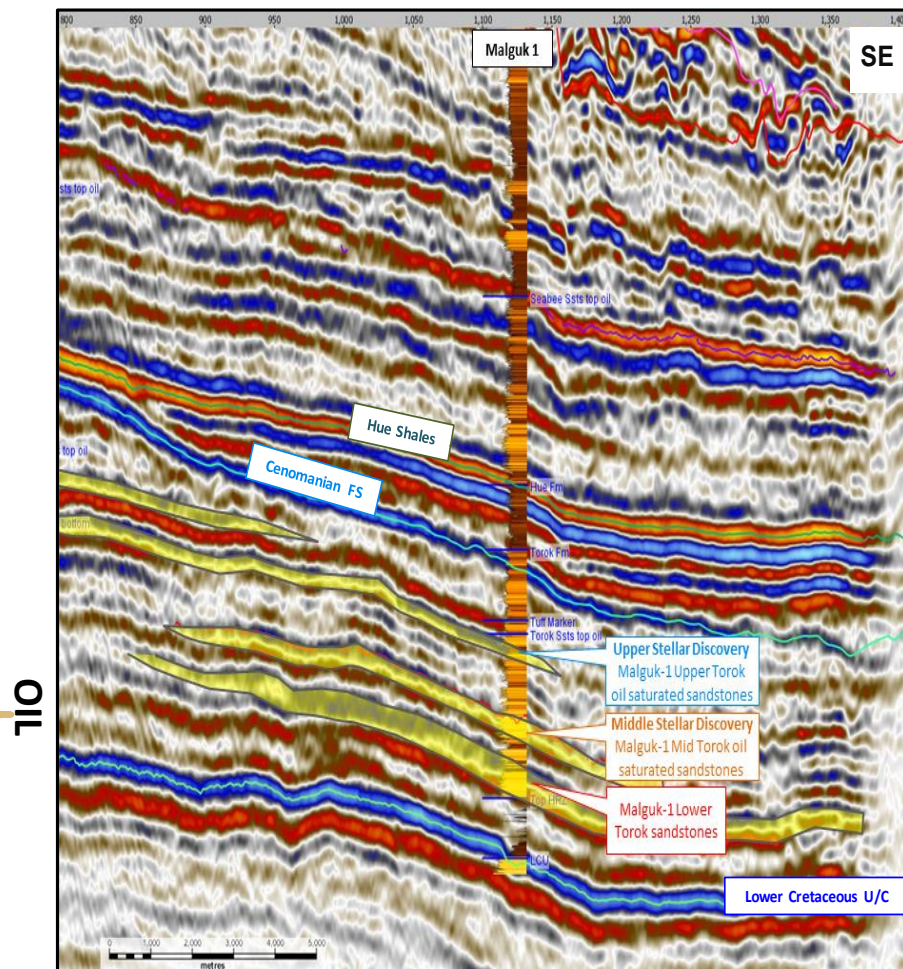 800 900 950 1,000 1,050 1,100 1,150 1,200 1,250 1,300 1,350
Malguk 1
SE
sts top oil
Seabee Ssts top oil
Hue Shales
Cenomanian FS
top oil
Hue Fm
bottom
Torok Fm
Tuff Marker
Torok Ssts top oil
Upper Stellar Discovery
Malguk-1 Upper Torok
oil saturated sandstones
OIL
Middle Stellar Discovery
Malguk-1 Mid Torok oil
saturated sandstones
Top HRZ
Malguk-1 Lower
Torok sandstones
LCU
Lower Cretaceous U/C
0 1,000 2,000 3,000 4,000 5,000
metres